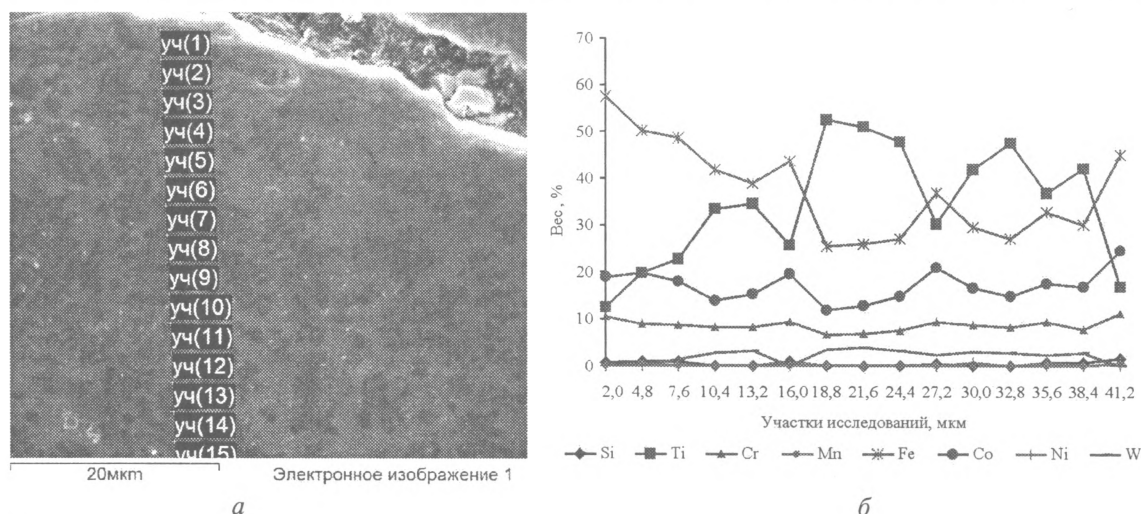 уч(1)
уч(2)
уч(3)
уч(4)
уч(5)
уч(6)
уч(7)
уч(8)
уч(9)
уч(10)
уч(11)
уч(12)
уч(13)
уч(14)
уч(15)
20мкm Электронное изображение 1
а
70
60
50
40
30
20
10
0
Вес , %
2,0 4,8 7,6 10,4 13,2 16,0 18,8 21,6 24,4 27,2 30,0 32,8 35,6 38,4 41,2
Участки исследований, мкм
Si Ti Cr Mn Fe Co Ni W
б